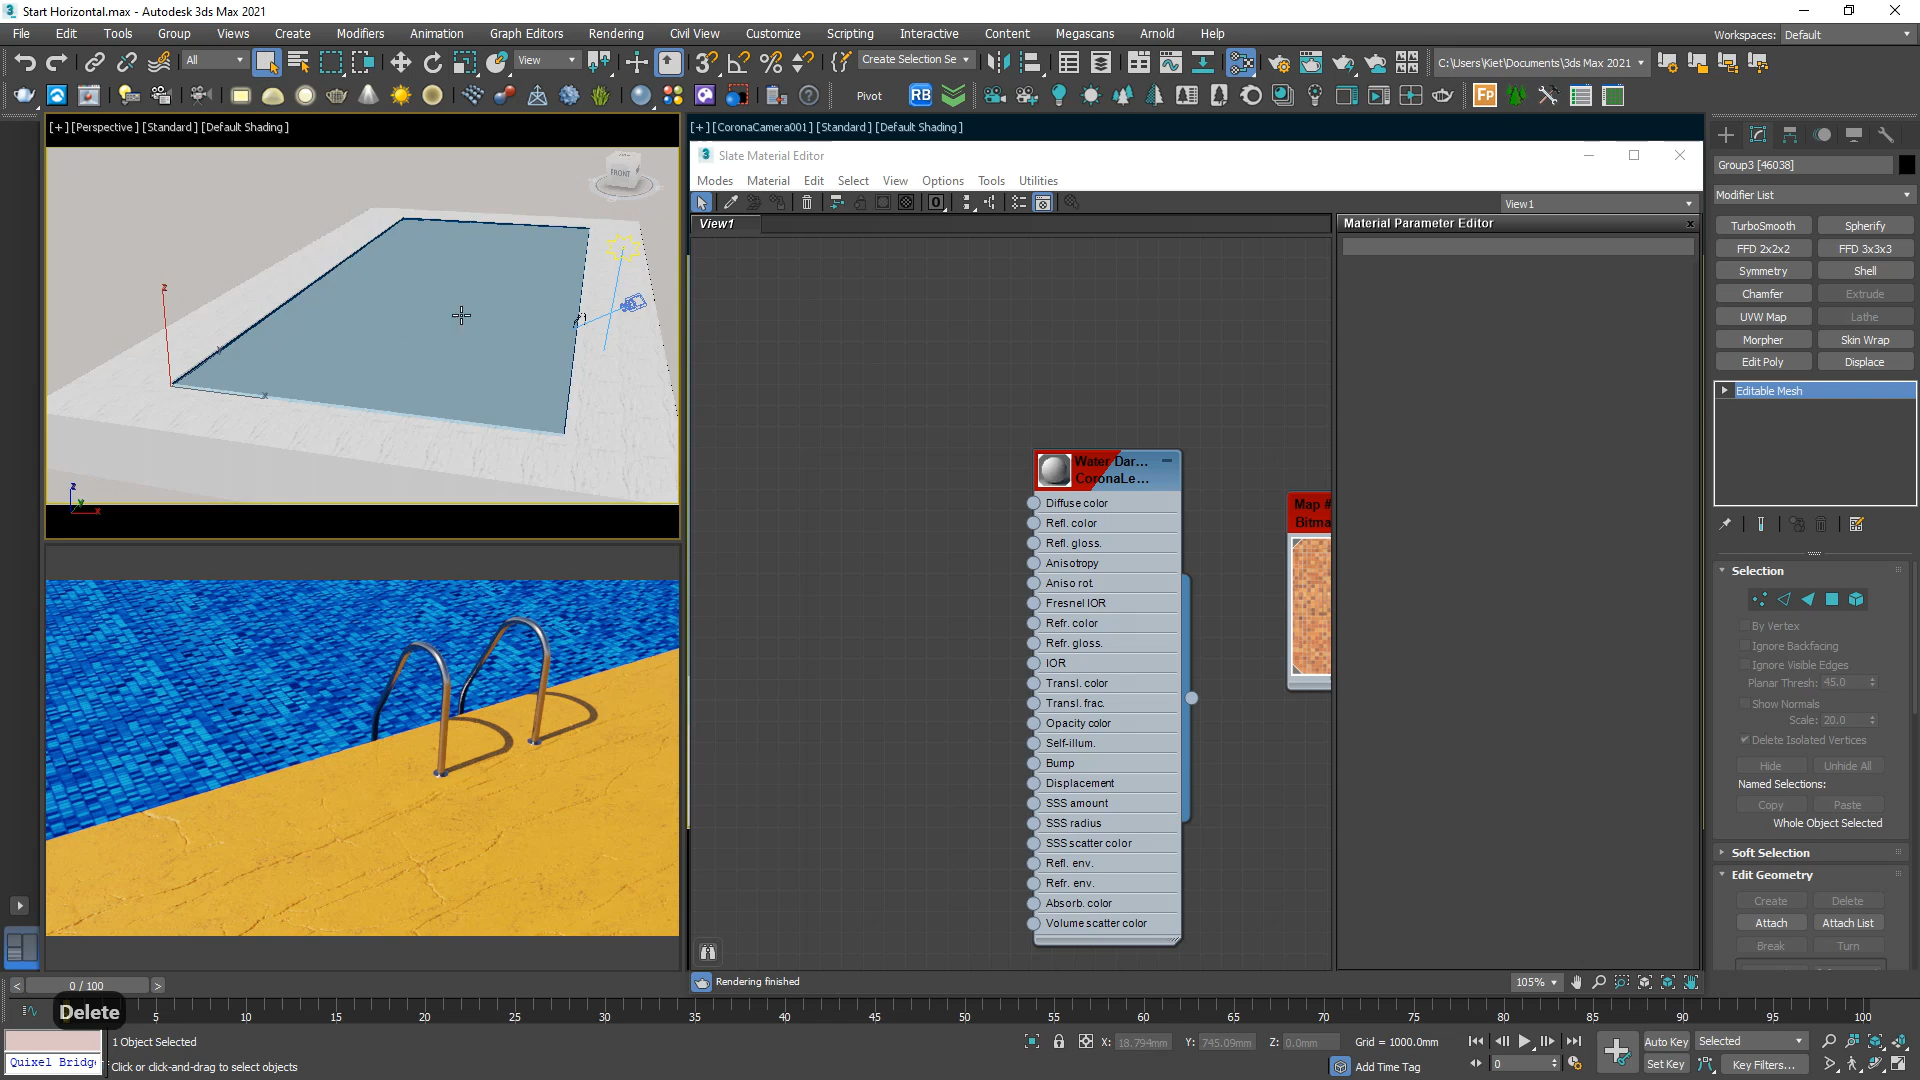 Start Horizontal.max - Autodesk 3ds Max 2021
File Edit Tools Group Views Create Modifiers Animation Graph Editors Rendering Civil View Customize Scripting Interactive Content Megascans Arnold Help
Workspaces: Default
All View Create Selection Se C:\Users\Kiet\Documents\3ds Max 2021
Pivot RB Fp
[+] [Perspective ] [Standard ] [Default Shading ]
FRONT
[+] [CoronaCamera001 ] [Standard ] [Default Shading ]
Slate Material Editor
Modes Material Edit Select View Options Tools Utilities
View1
View1
Material Parameter Editor
Water Dar...
CoronaLe...
Diffuse color
Refl. color
Refl. gloss.
Anisotropy
Aniso rot.
Fresnel IOR
Refr. color
Refr. gloss.
IOR
Transl. color
Transl. frac.
Opacity color
Self-illum.
Bump
Displacement
SSS amount
SSS radius
SSS scatter color
Refl. env.
Refr. env.
Absorb. color
Volume scatter color
Map #
Bitma
Rendering finished
105%
Group3 [46038]
Modifier List
TurboSmooth Spherify
FFD 2x2x2 FFD 3x3x3
Symmetry Shell
Chamfer Extrude
UVW Map Lathe
Morpher Skin Wrap
Edit Poly Displace
Editable Mesh
Selection
By Vertex
Ignore Backfacing
Ignore Visible Edges
Planar Thresh: 45.0
Show Normals
Scale: 20.0
Delete Isolated Vertices
Hide Unhide All
Named Selections:
Copy Paste
Whole Object Selected
Soft Selection
Edit Geometry
Create Delete
Attach Attach List
Break Turn
< 0 / 100 >
Delete
5 10 15 20 25 30 35 40 45 50 55 60 65 70 75 80 85 90 95 100
1 Object Selected
X: 18.794mm Y: 745.09mm Z: 0.0mm Grid = 1000.0mm
Auto Key Selected
Quixel Bridg
Click or click-and-drag to select objects
Add Time Tag
0
Set Key Key Filters...